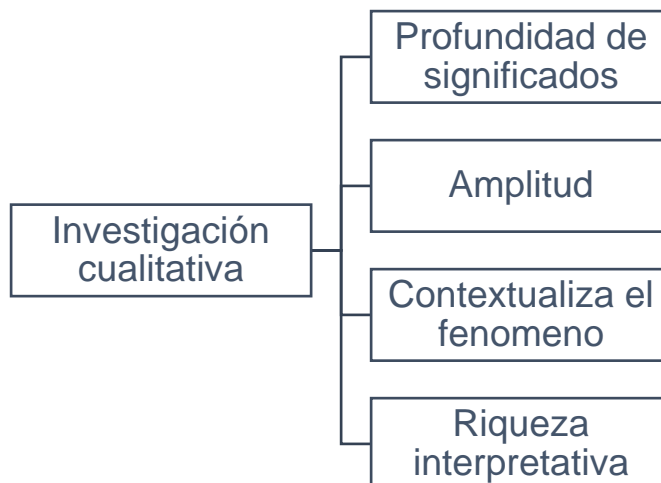 Investigación
cualitativa
Profundidad de
significados
Amplitud
Contextualiza el
fenomeno
Riqueza
interpretativa